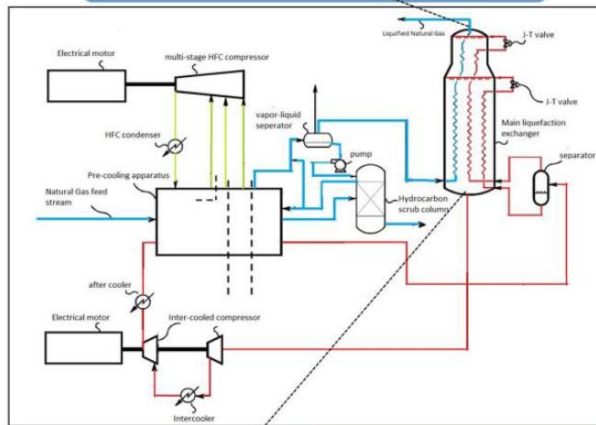 Liquified Natural Gas
J-T valve
Electrical motor
multi-stage HFC compressor
J-T valve
vapor-liquid
seperator
HFC condenser
Main liquefaction
exchanger
pump
separator
Pre-cooling apparatus
Natural Gas feed
stream
Hydrocarbon
scrub column
after cooler
Electrical motor
Inter-cooled compressor
Intercooler